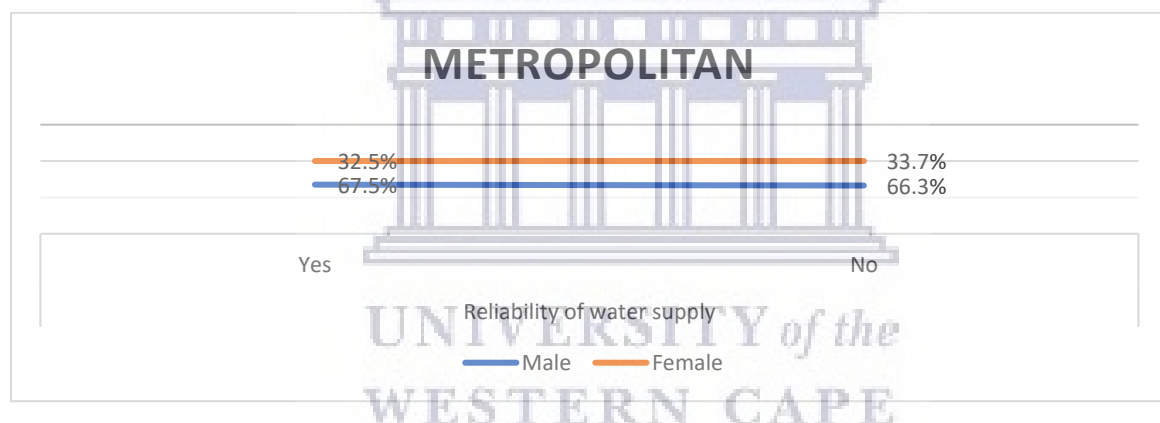 METROPOLITAN
32.5% 33.7%
67.5% 66.3%
Yes No
Reliability of water supply
UNIVERSITY of the
Male Female
WESTERN CAPE